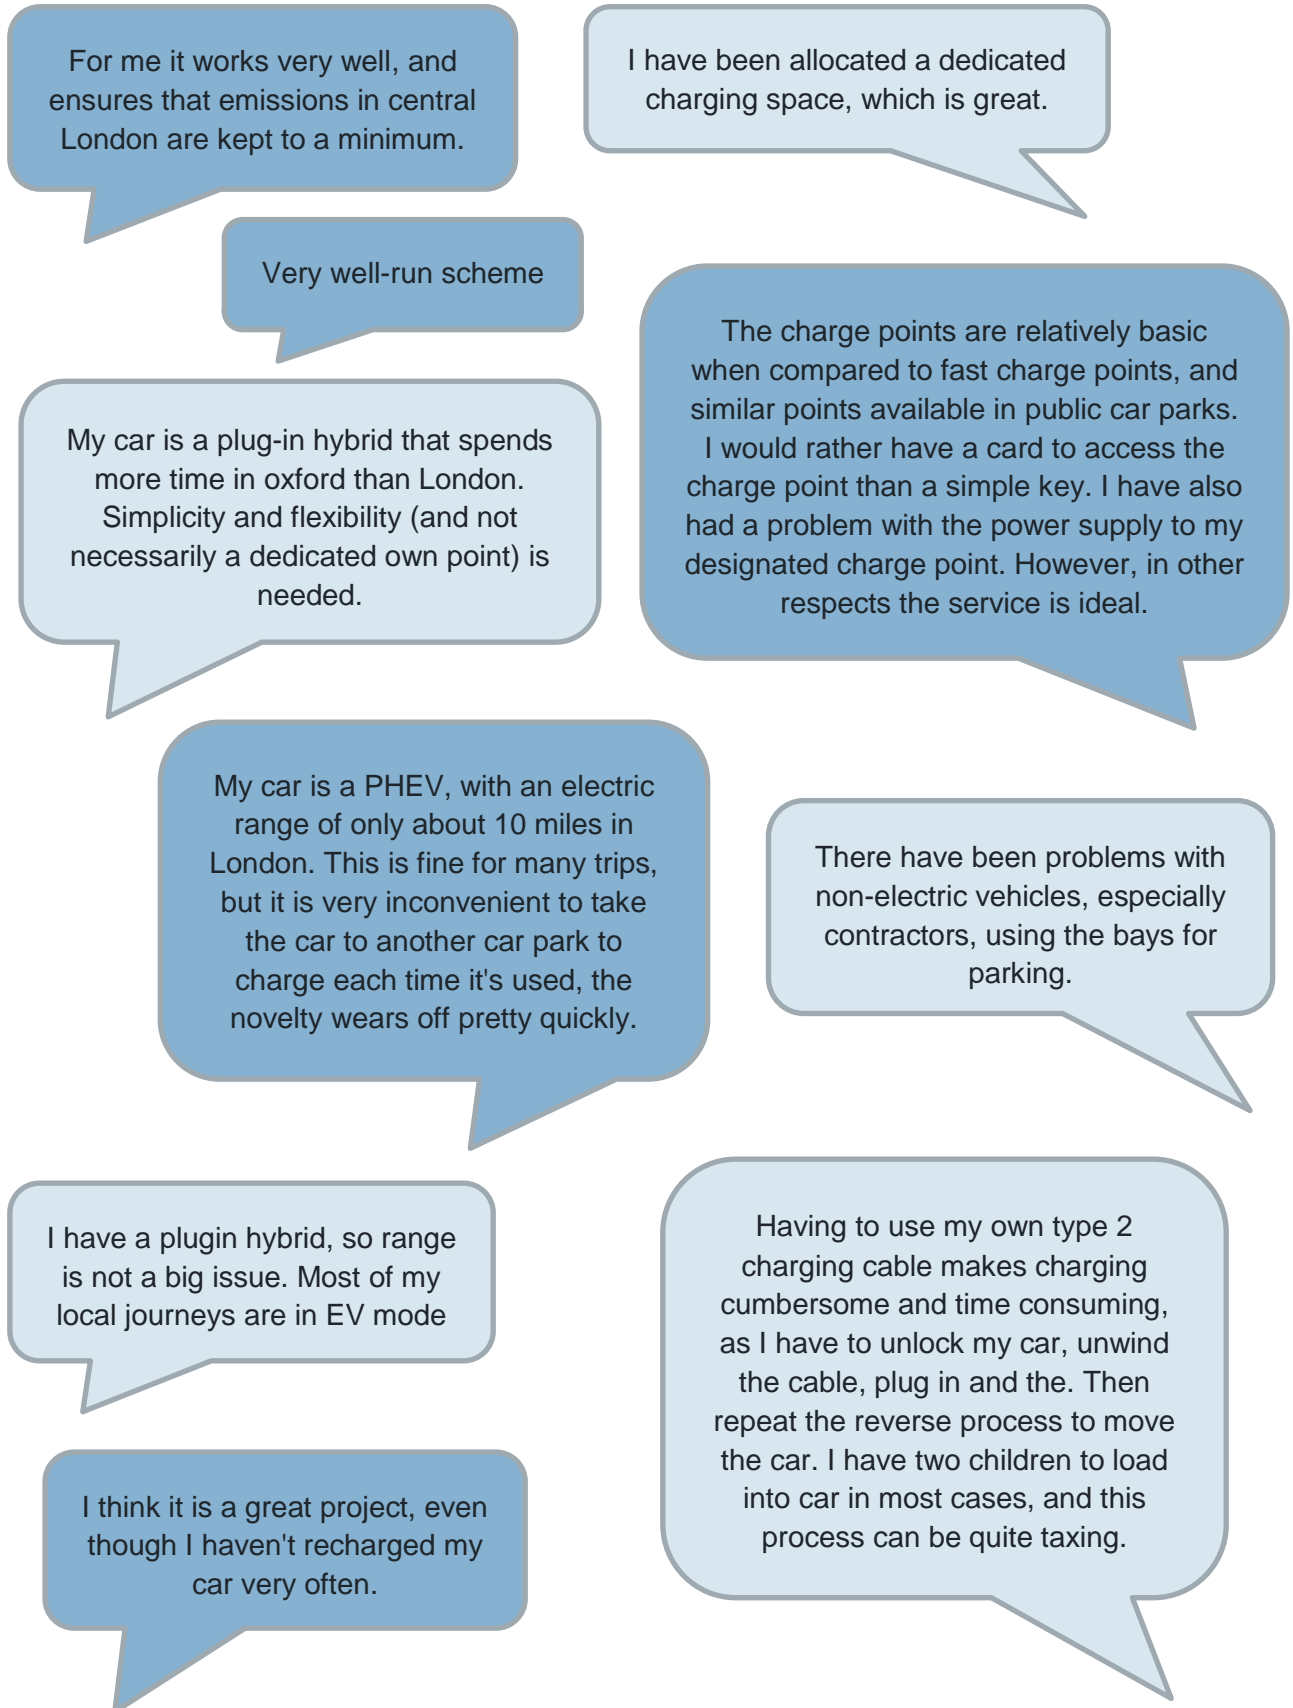 For me it works very well, and
ensures that emissions in central
London are kept to a minimum.
I have been allocated a dedicated
charging space, which is great.
Very well-run scheme
The charge points are relatively basic
when compared to fast charge points, and
similar points available in public car parks.
I would rather have a card to access the
charge point than a simple key. I have also
had a problem with the power supply to my
designated charge point. However, in other
respects the service is ideal.
My car is a plug-in hybrid that spends
more time in oxford than London.
Simplicity and flexibility (and not
necessarily a dedicated own point) is
needed.
My car is a PHEV, with an electric
range of only about 10 miles in
London. This is fine for many trips,
but it is very inconvenient to take
the car to another car park to
charge each time it's used, the
novelty wears off pretty quickly.
There have been problems with
non-electric vehicles, especially
contractors, using the bays for
parking.
I have a plugin hybrid, so range
is not a big issue. Most of my
local journeys are in EV mode
Having to use my own type 2
charging cable makes charging
cumbersome and time consuming,
as I have to unlock my car, unwind
the cable, plug in and the. Then
repeat the reverse process to move
the car. I have two children to load
into car in most cases, and this
process can be quite taxing.
I think it is a great project, even
though I haven't recharged my
car very often.